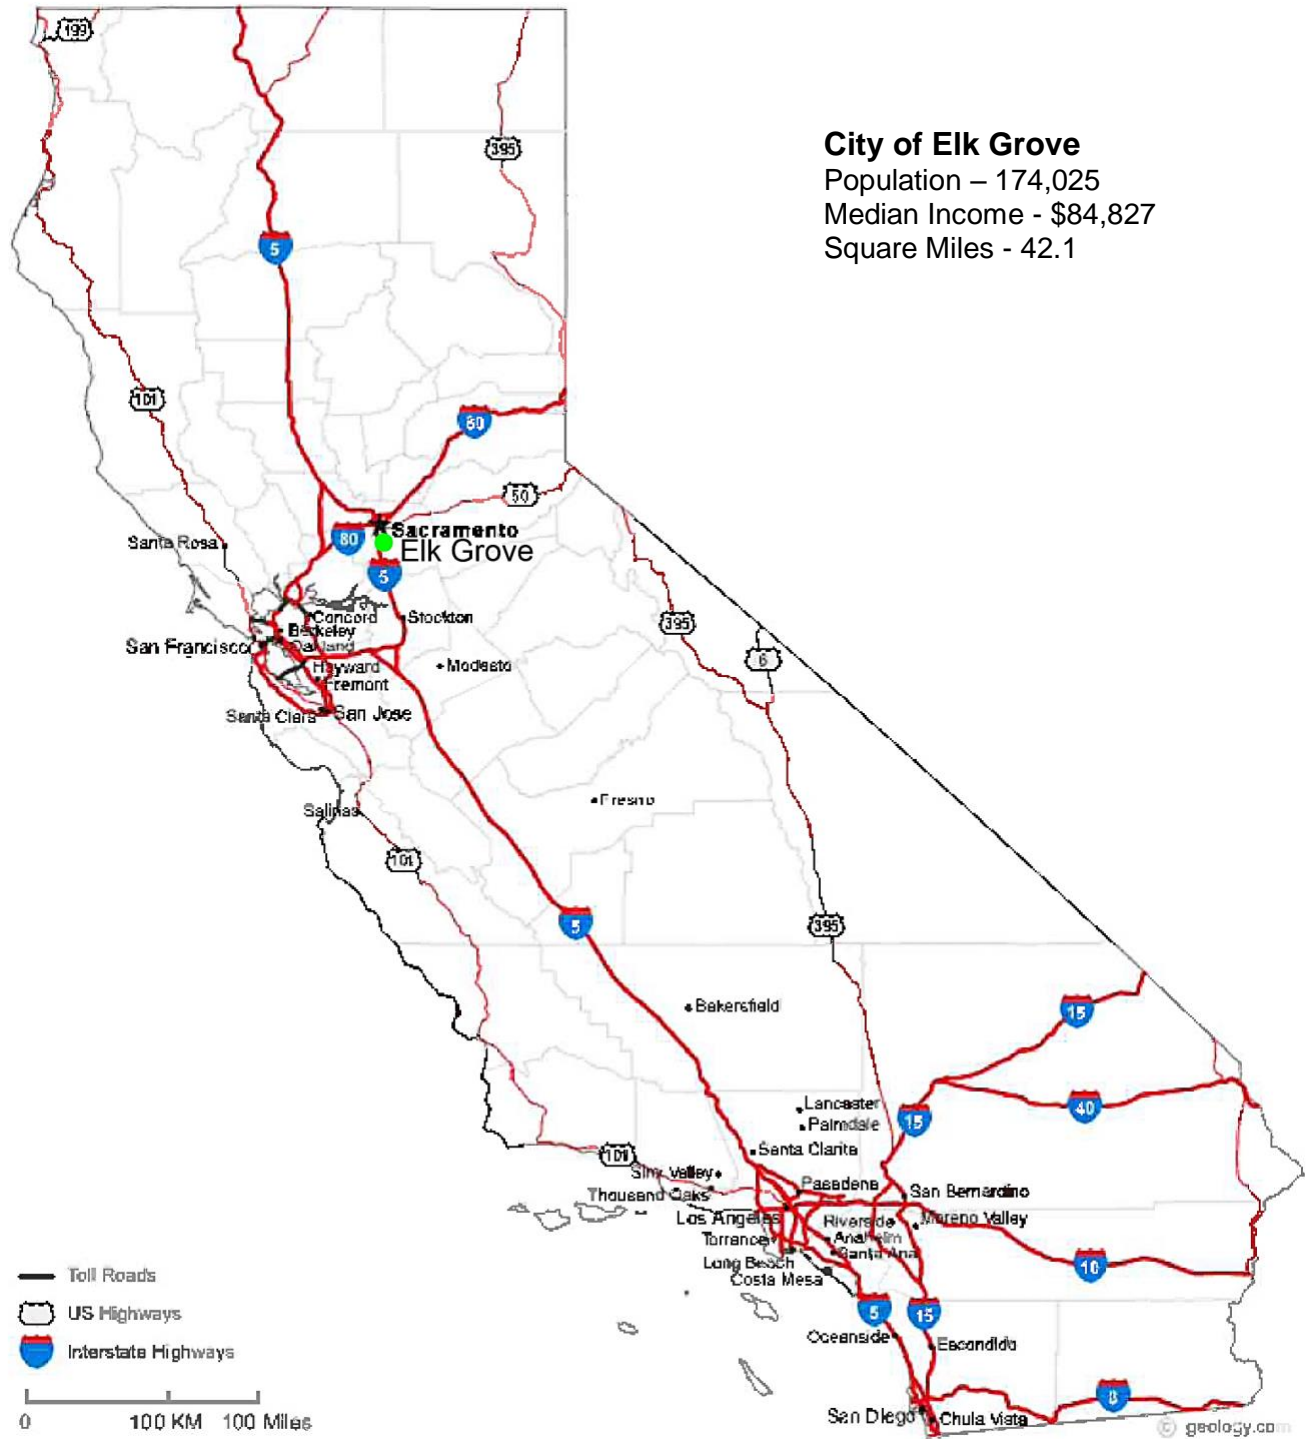 199
395
City of Elk Grove
Population – 174,025
Median Income - $84,827
Square Miles - 42.1
5
101
80
50
Sacramento
Santa Rosa
80
Elk Grove
5
Concord
Stockton
395
Berkeley
San Francisco
Oakland
6
Hayward
Modesto
Fremont
Santa Clara
San Jose
Fresno
Salinas
101
5
395
Bakersfield
15
Lancaster
40
15
Palmdale
Santa Clarita
101
Simi Valley
Pasadena
San Bernardino
Thousand Oaks
Los Angeles
Riverside
Moreno Valley
Torrance
Anaheim
Santa Ana
Long Beach
10
Costa Mesa
Toll Roads
US Highways
5
15
Oceanside
Escondido
Interstate Highways
8
San Diego
Chula Vista
0
100 KM
100 Miles
© geology.com